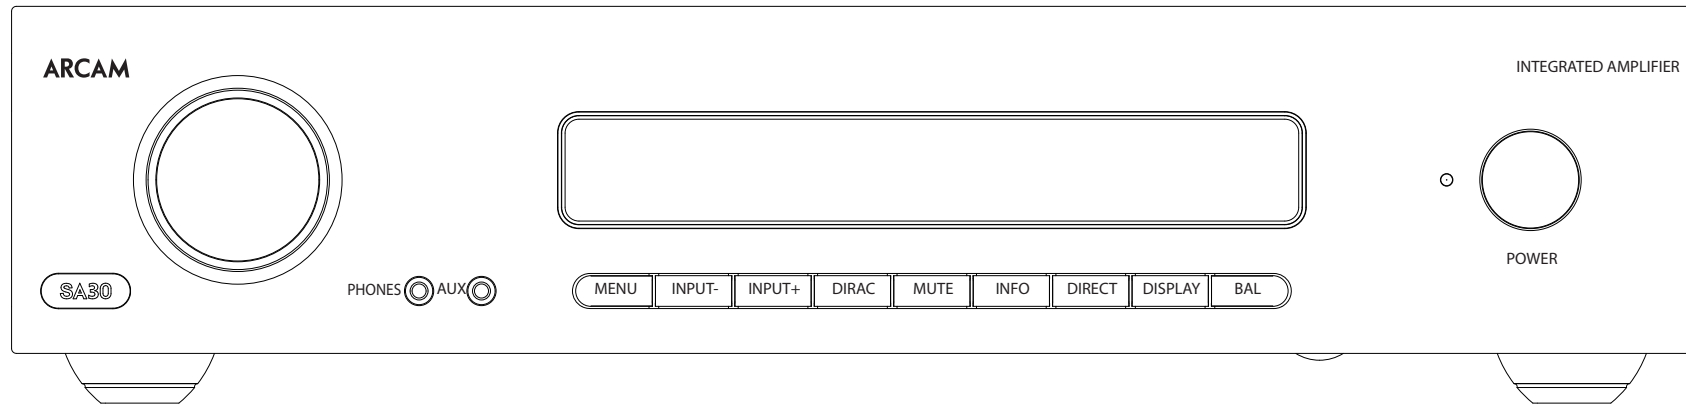 ARCAM
INTEGRATED AMPLIFIER
POWER
SA30
PHONES AUX
MENU INPUT- INPUT+ DIRAC MUTE INFO DIRECT DISPLAY BAL